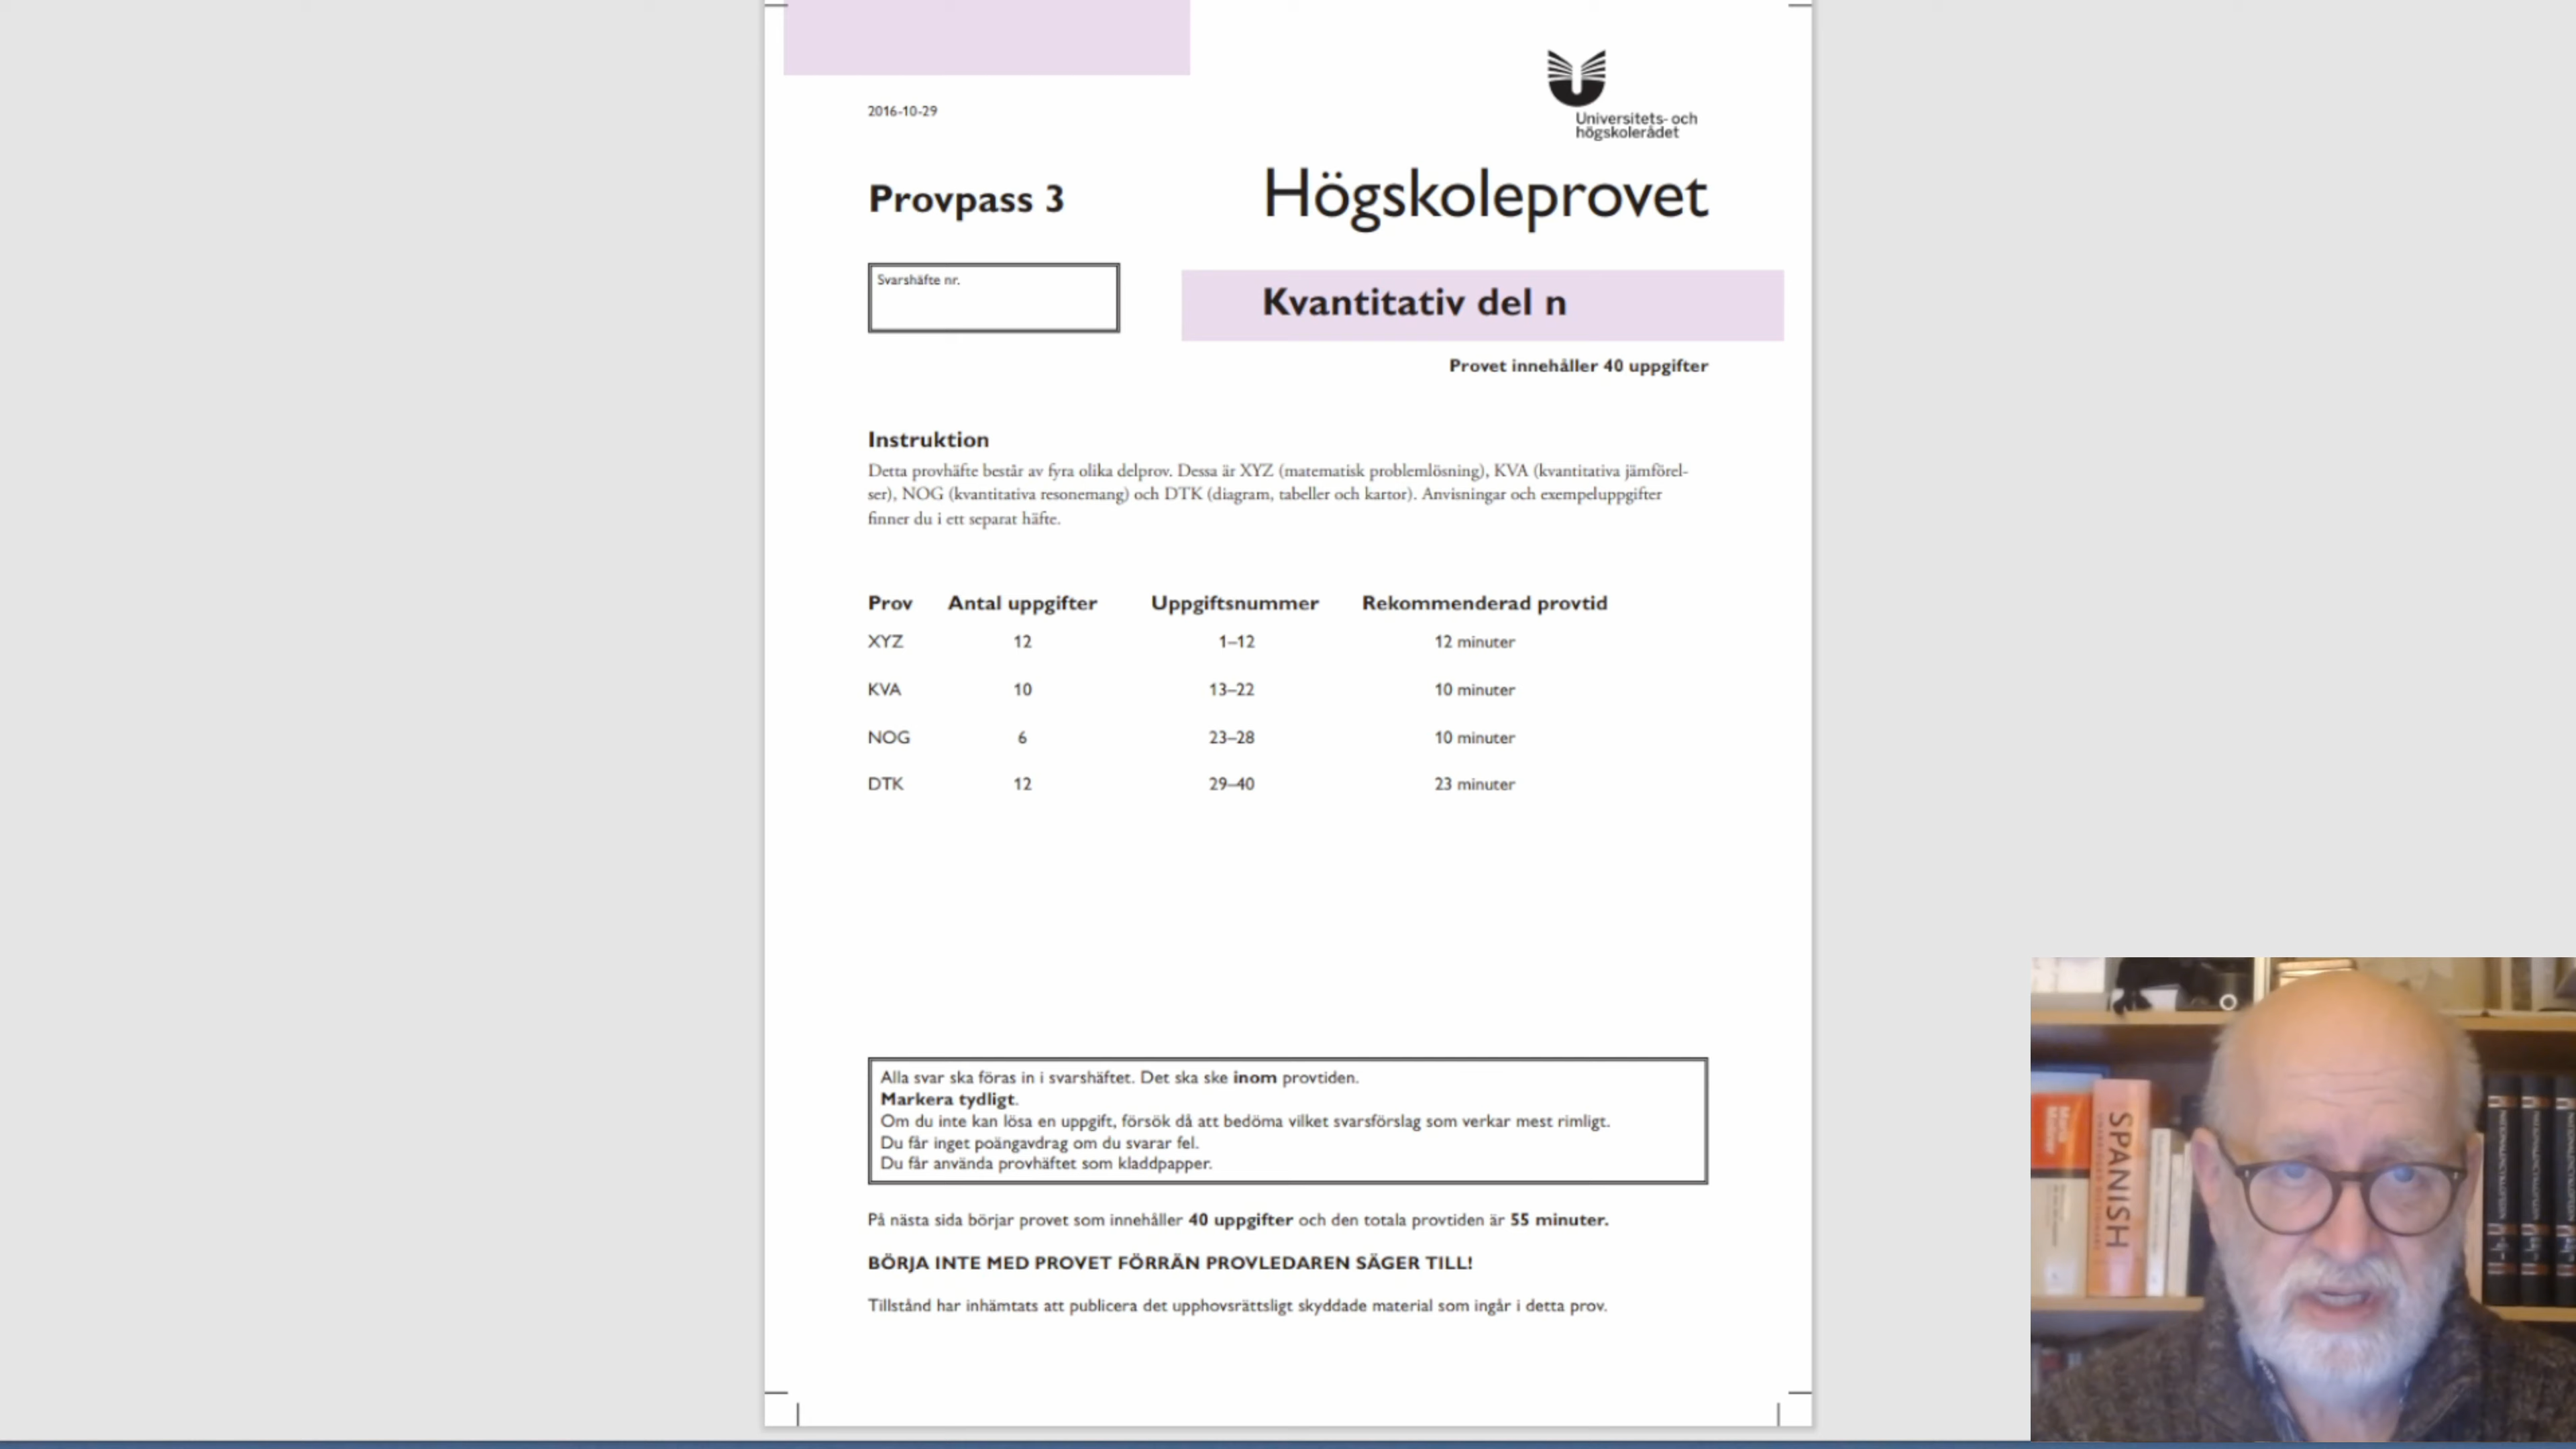 2016-10-29
Universitets- och
högskolerådet
Provpass 3
Högskoleprovet
Svarshäfte nr.
Kvantitativ del n
Provet innehåller 40 uppgifter
Instruktion
Detta provhäfte består av fyra olika delprov. Dessa är XYZ (matematisk problemlösning), KVA (kvantitativa jämförel-
ser), NOG (kvantitativa resonemang) och DTK (diagram, tabeller och kartor). Anvisningar och exempeluppgifter
finner du i ett separat häfte.
Prov Antal uppgifter Uppgiftsnummer Rekommenderad provtid
XYZ 12 1–12 12 minuter
KVA 10 13–22 10 minuter
NOG 6 23–28 10 minuter
DTK 12 29–40 23 minuter
Alla svar ska föras in i svarshäftet. Det ska ske inom provtiden.
Markera tydligt.
Om du inte kan lösa en uppgift, försök då att bedöma vilket svarsförslag som verkar mest rimligt.
Du får inget poängavdrag om du svarar fel.
Du får använda provhäftet som kladdpapper.
På nästa sida börjar provet som innehåller 40 uppgifter och den totala provtiden är 55 minuter.
BÖRJA INTE MED PROVET FÖRRÄN PROVLEDAREN SÄGER TILL!
Tillstånd har inhämtats att publicera det upphovsrättsligt skyddade material som ingår i detta prov.
SPANISH